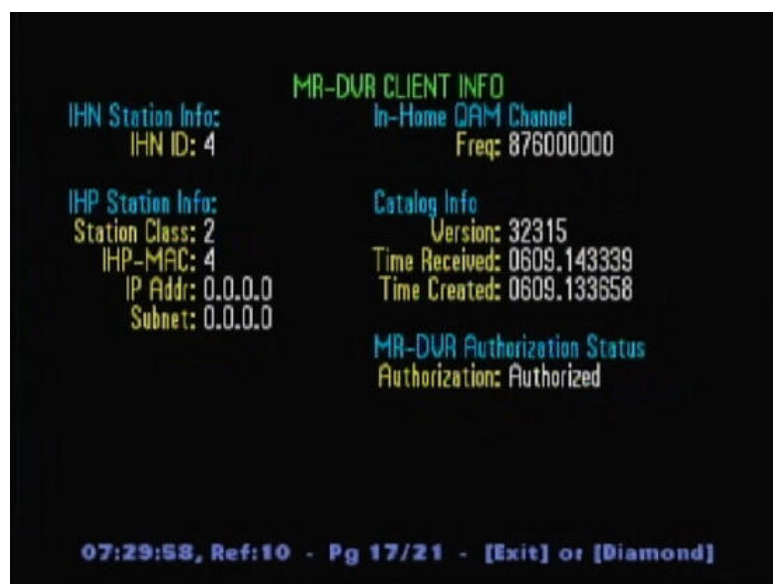 MR-DVR CLIENT INFO
IHN Station Info:
IHN ID: 4
IHP Station Info:
Station Class: 2
IHP-MAC: 4
IP Addr: 0.0.0.0
Subnet: 0.0.0.0
In-Home QAM Channel
Freq: 876000000
Catalog Info
Version: 32315
Time Received: 0609.143339
Time Created: 0609.133658
MR-DVR Authorization Status
Authorization: Authorized
07:29:58, Ref:10 - Pg 17/21 - [Exit] or [Diamond]